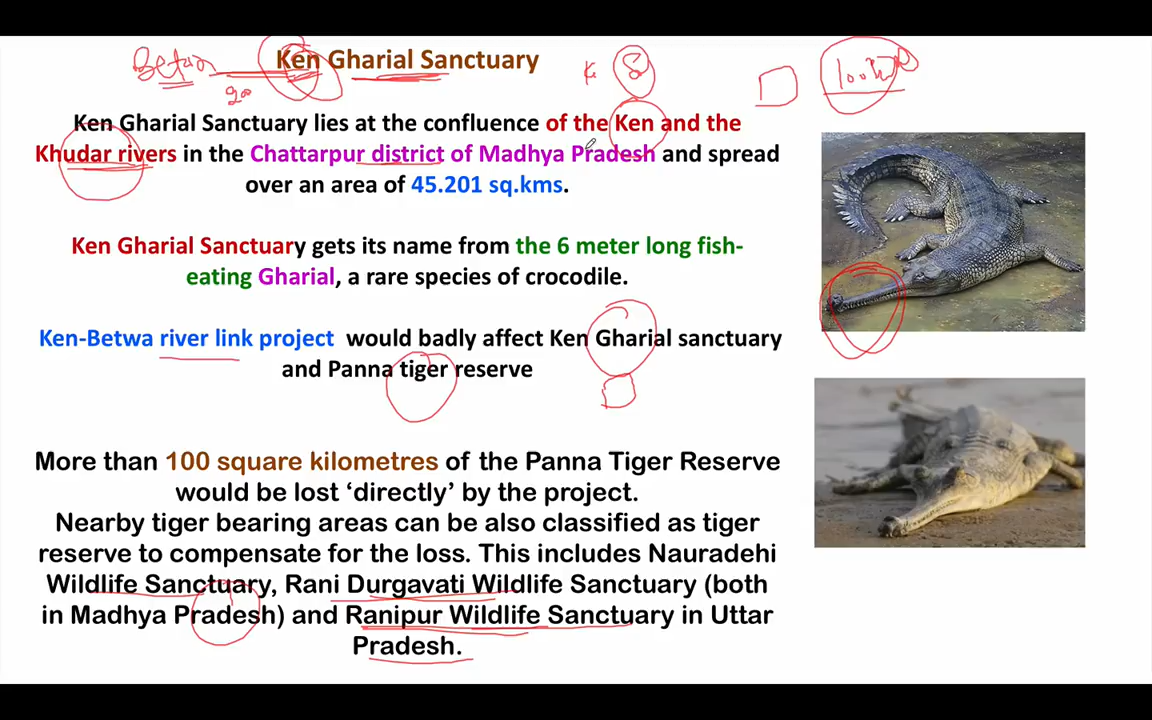 Ken Gharial Sanctuary
Betwa
Ken Gharial Sanctuary lies at the confluence of the Ken and the
Khudar rivers in the Chattarpur district of Madhya Pradesh and spread
over an area of 45.201 sq.kms.
Ken Gharial Sanctuary gets its name from the 6 meter long fish-
eating Gharial, a rare species of crocodile.
Ken-Betwa river link project would badly affect Ken Gharial sanctuary
and Panna tiger reserve
More than 100 square kilometres of the Panna Tiger Reserve
would be lost ‘directly’ by the project.
Nearby tiger bearing areas can be also classified as tiger
reserve to compensate for the loss. This includes Nauradehi
Wildlife Sanctuary, Rani Durgavati Wildlife Sanctuary (both
in Madhya Pradesh) and Ranipur Wildlife Sanctuary in Uttar
Pradesh.